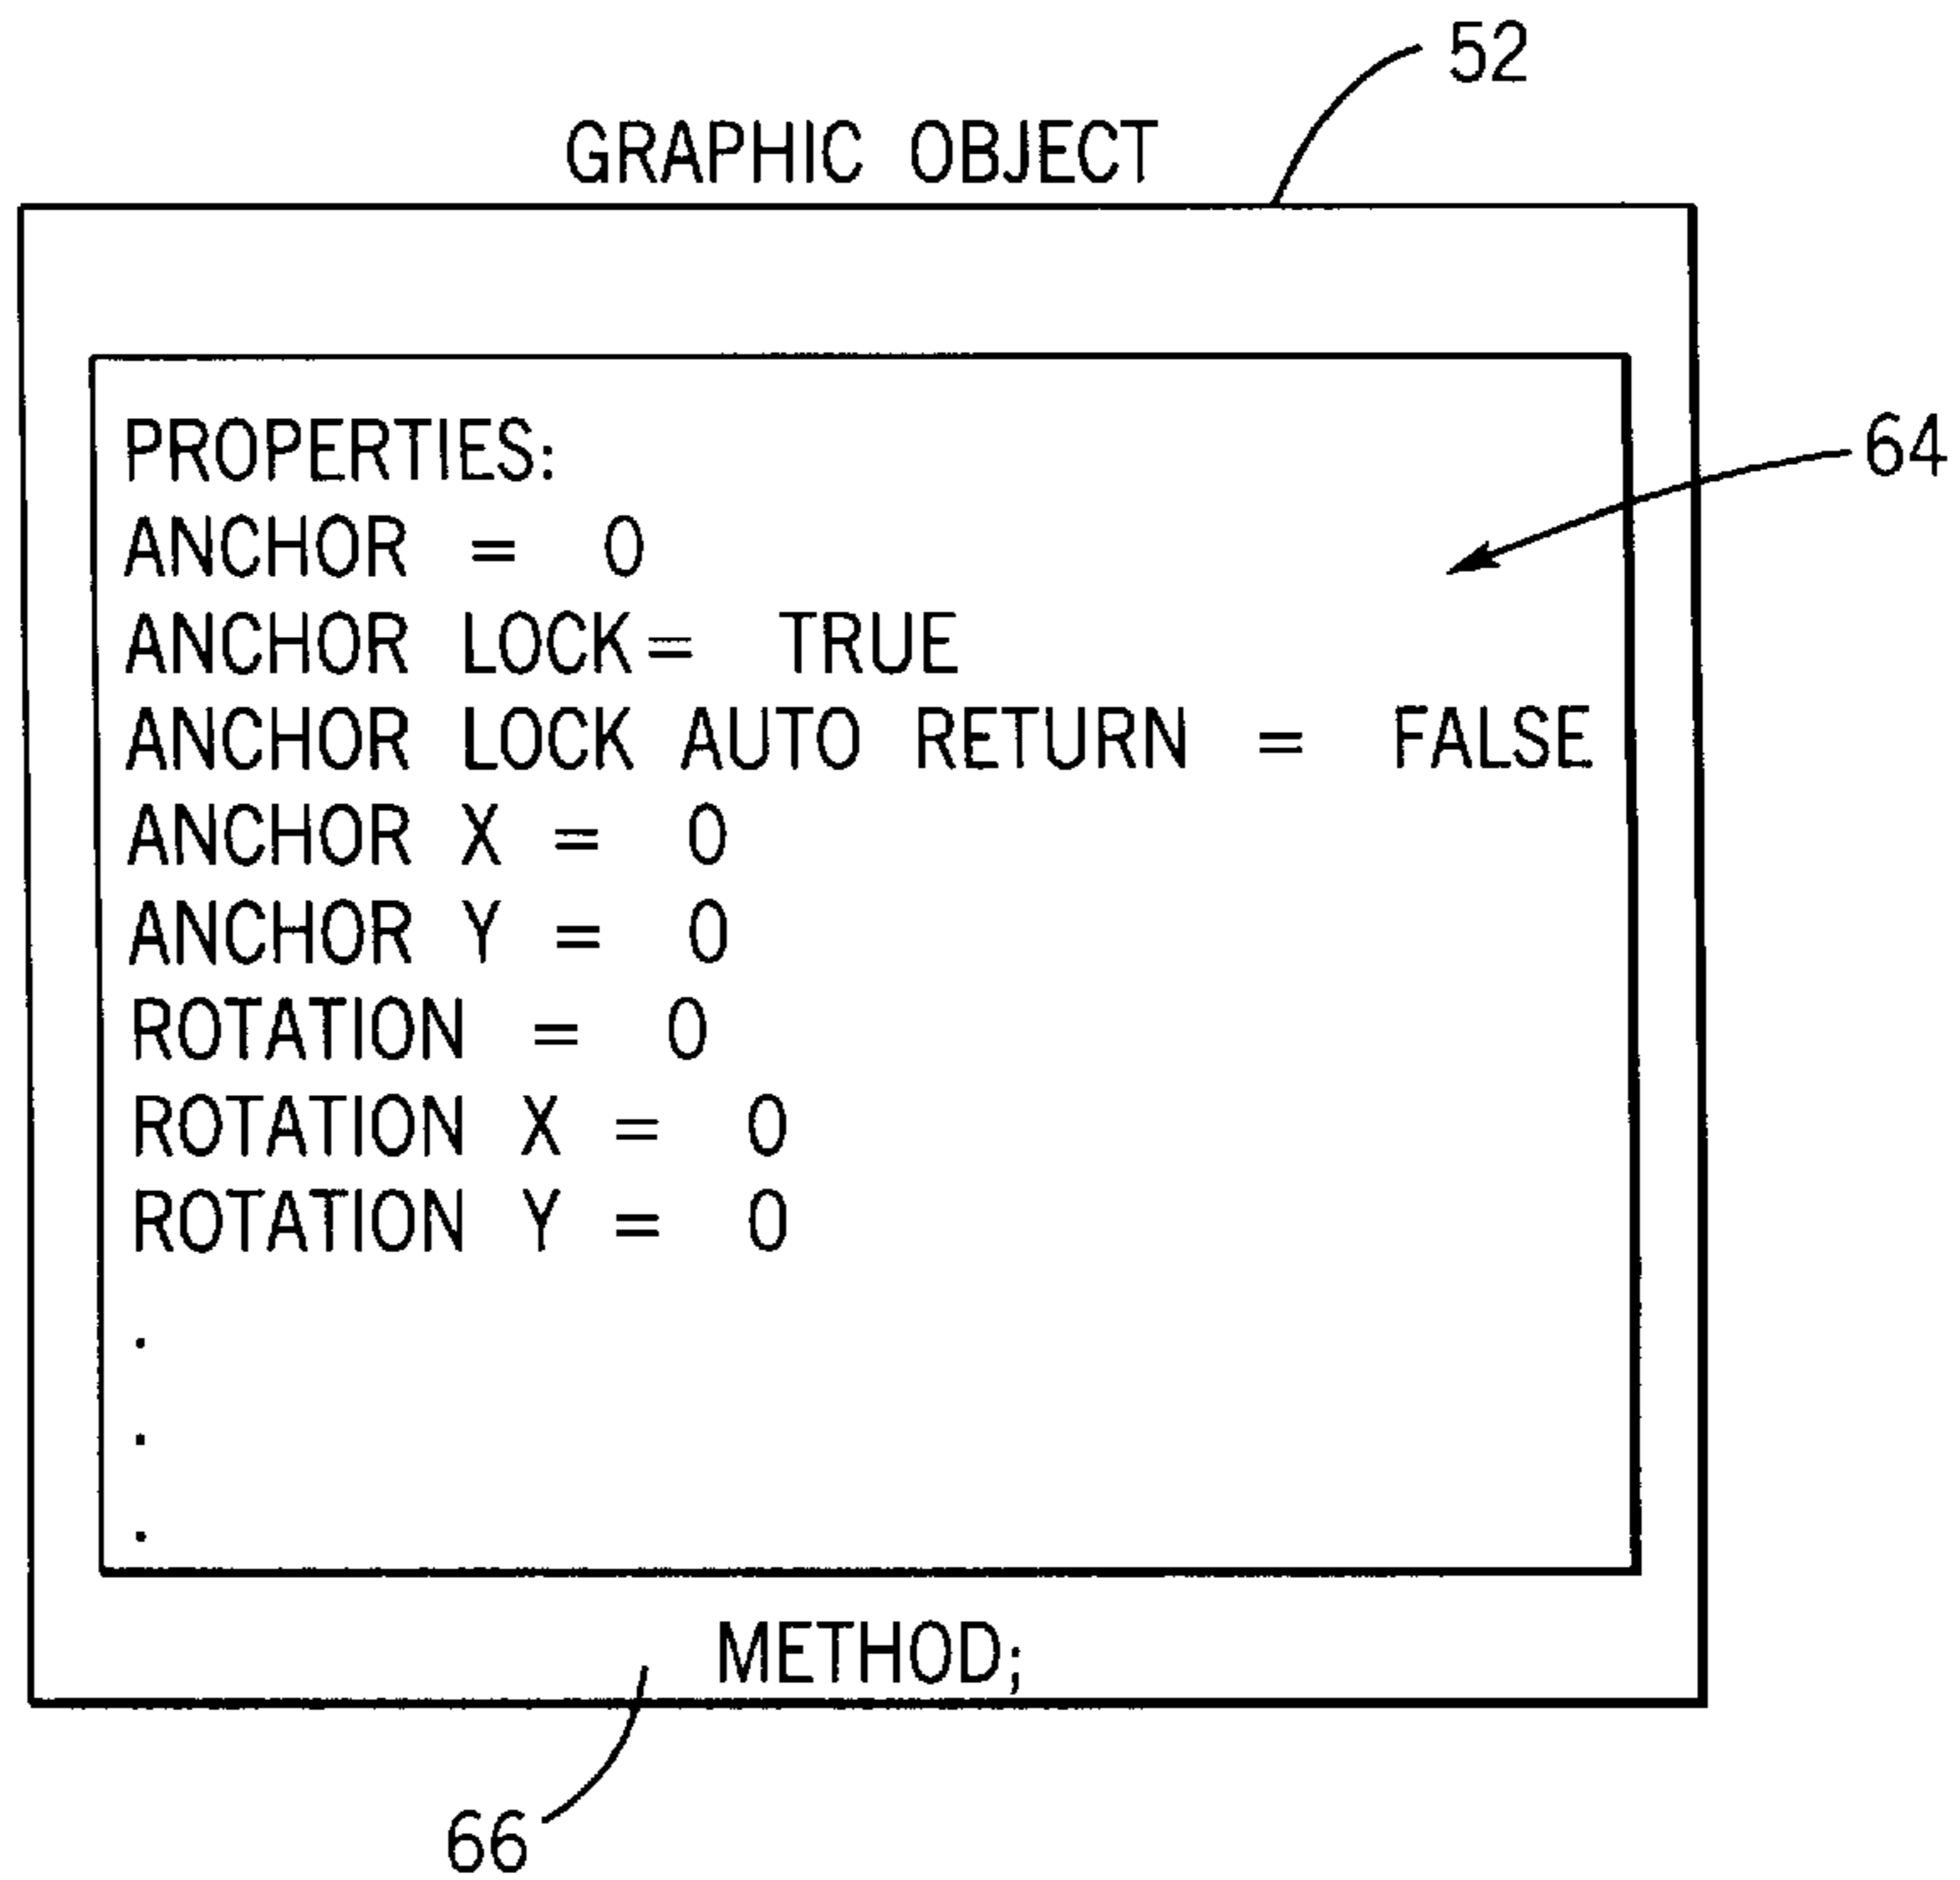 52
GRAPHIC OBJECT
64
PROPERTIES:
ANCHOR = 0
ANCHOR LOCK= TRUE
ANCHOR LOCK AUTO RETURN = FALSE
ANCHOR X = 0
ANCHOR Y = 0
ROTATION = 0
ROTATION X = 0
ROTATION Y = 0
.
.
.
METHOD;
66